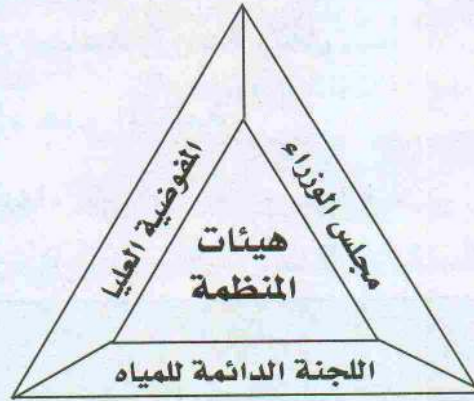 مجلس الوزراء
المفوضية العليا
هيئات
المنظمة
اللجنة الدائمة للمياه